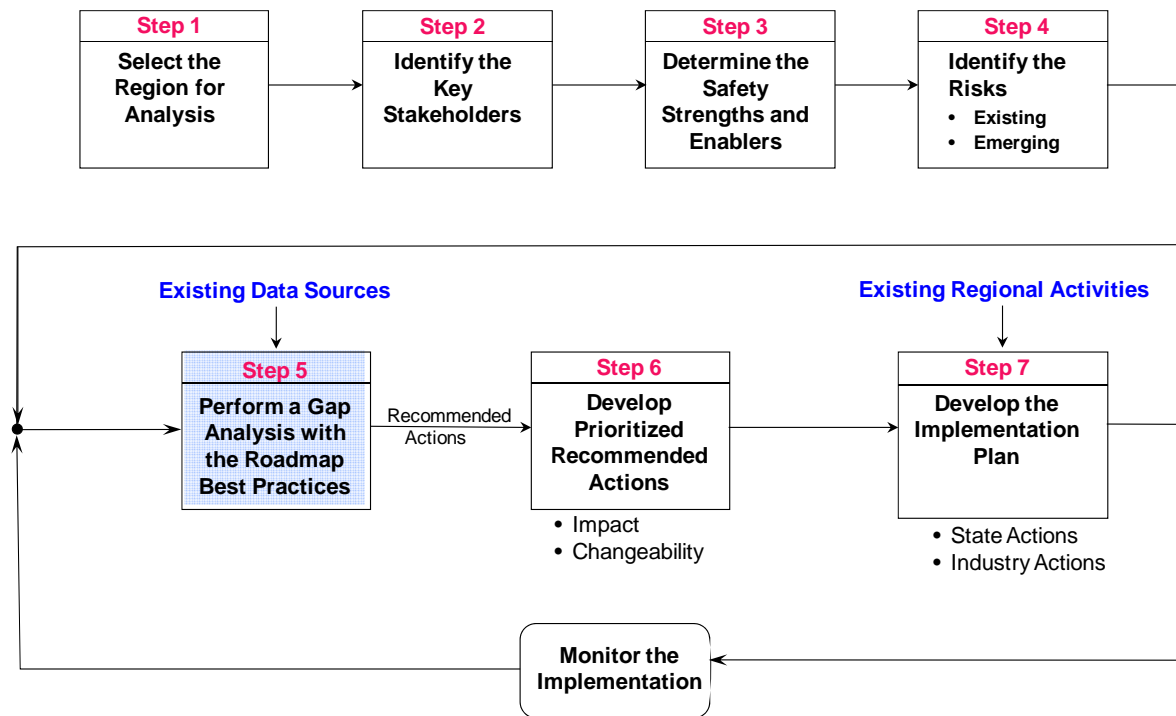 Step 1
Select the
Region for
Analysis
Step 2
Identify the
Key
Stakeholders
Step 3
Determine the
Safety
Strengths and
Enablers
Step 4
Identify the
Risks
• Existing
• Emerging
Existing Data Sources
Existing Regional Activities
Step 5
Perform a Gap
Analysis with
the Roadmap
Best Practices
Recommended
Actions
Step 6
Develop
Prioritized
Recommended
Actions
• Impact
• Changeability
Step 7
Develop the
Implementation
Plan
• State Actions
• Industry Actions
Monitor the
Implementation